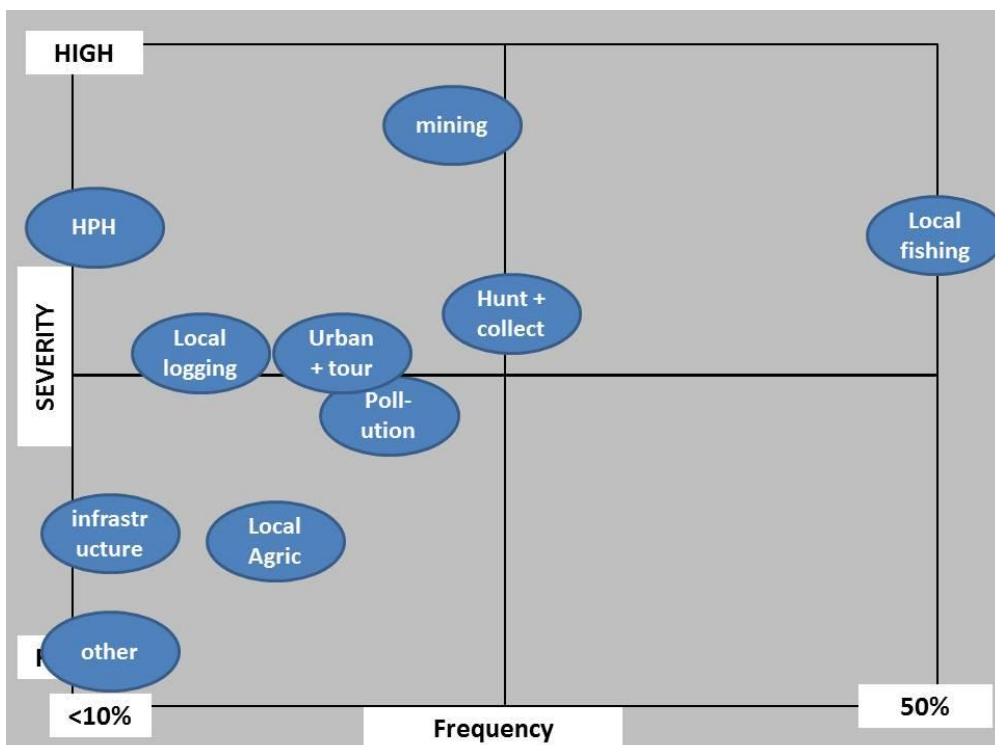 HIGH
mining
HPH
Local
fishing
SEVERITY
Hunt +
collect
Local
logging
Urban
+ tour
Poll-
ution
infrastr
ucture
Local
Agric
other
<10%
Frequency
50%